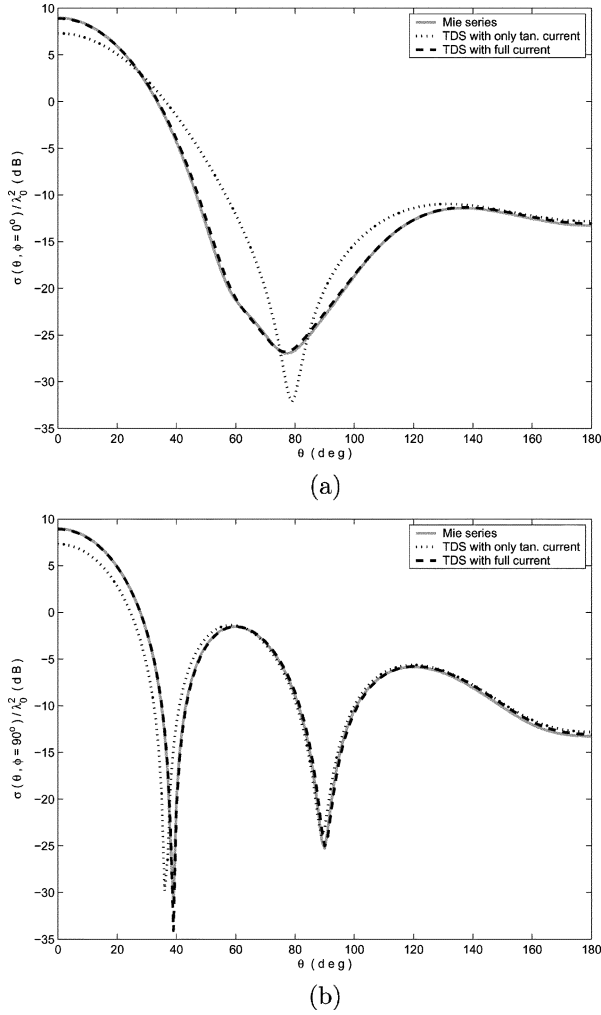 10
5
0
−5
−10
−15
−20
−25
−30
−35
σ ( θ , ϕ = 0° ) / λ₀² ( dB )
Mie series
TDS with only tan. current
TDS with full current
0 20 40 60 80 100 120 140 160 180
θ ( d e g )
(a)
10
5
0
−5
−10
−15
−20
−25
−30
−35
σ ( θ , ϕ = 90° ) / λ₀² ( dB )
Mie series
TDS with only tan. current
TDS with full current
0 20 40 60 80 100 120 140 160 180
θ ( d e g )
(b)